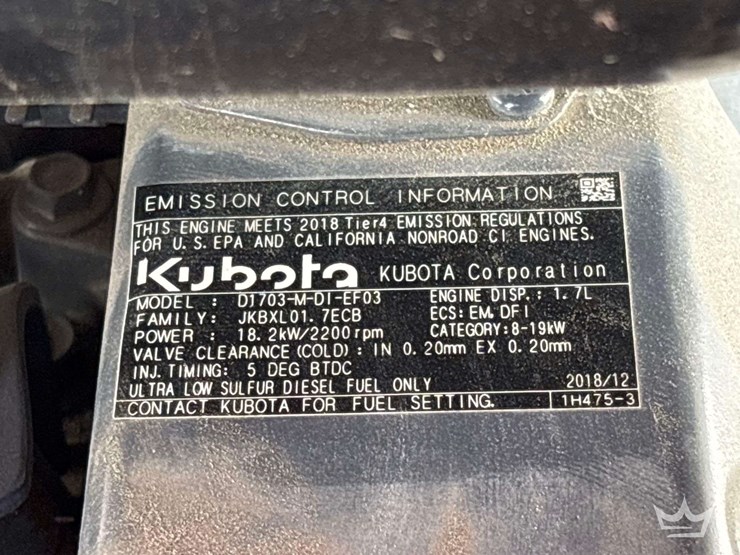 EMISSION CONTROL INFORMATION
THIS ENGINE MEETS 2018 Tier4 EMISSION REGULATIONS
FOR U.S. EPA AND CALIFORNIA NONROAD CI ENGINES.
Kubota KUBOTA Corporation
MODEL : D1703-M-DI-EF03 ENGINE DISP.: 1.7L
FAMILY: JKBXL01.7ECB ECS: EM, DFI
POWER : 18.2kW/2200rpm CATEGORY:8-19kW
VALVE CLEARANCE(COLD): IN 0.20mm EX 0.20mm
INJ.TIMING: 5 DEG BTDC
ULTRA LOW SULFUR DIESEL FUEL ONLY 2018/12
CONTACT KUBOTA FOR FUEL SETTING. 1H475-3